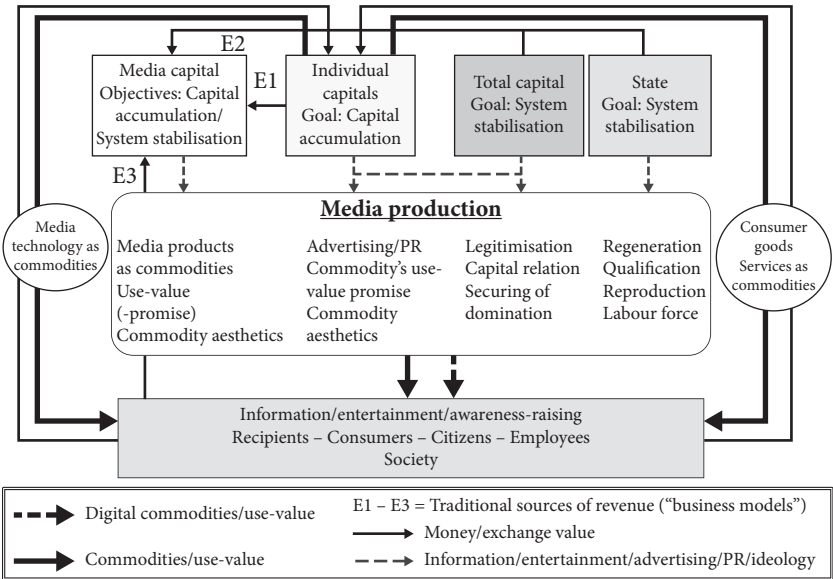 E2
Media capital
Objectives: Capital
accumulation/
System stabilisation
E1
Individual
capitals
Goal: Capital
accumulation
Total capital
Goal: System
stabilisation
State
Goal: System
stabilisation
E3
Media production
Media
technology as
commodities
Media products
as commodities
Use-value
(-promise)
Commodity aesthetics
Advertising/PR
Commodity’s use-
value promise
Commodity
aesthetics
Legitimisation
Capital relation
Securing of
domination
Regeneration
Qualification
Reproduction
Labour force
Consumer
goods
Services as
commodities
Information/entertainment/awareness-raising
Recipients – Consumers – Citizens – Employees
Society
Digital commodities/use-value
Commodities/use-value
E1 – E3 = Traditional sources of revenue (“business models”)
Money/exchange value
Information/entertainment/advertising/PR/ideology